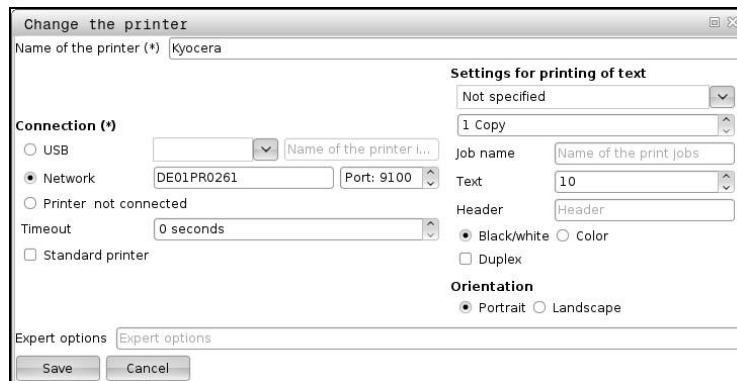 Change the printer
Name of the printer (*) Kyocera
Settings for printing of text
Not specified
1 Copy
Connection (*)
USB Name of the printer i...
Job name Name of the print jobs
Network DE01PR0261 Port: 9100
Text 10
Printer not connected
Header Header
Timeout 0 seconds
Black/white Color
Standard printer
Duplex
Orientation
Portrait Landscape
Expert options Expert options
Save Cancel